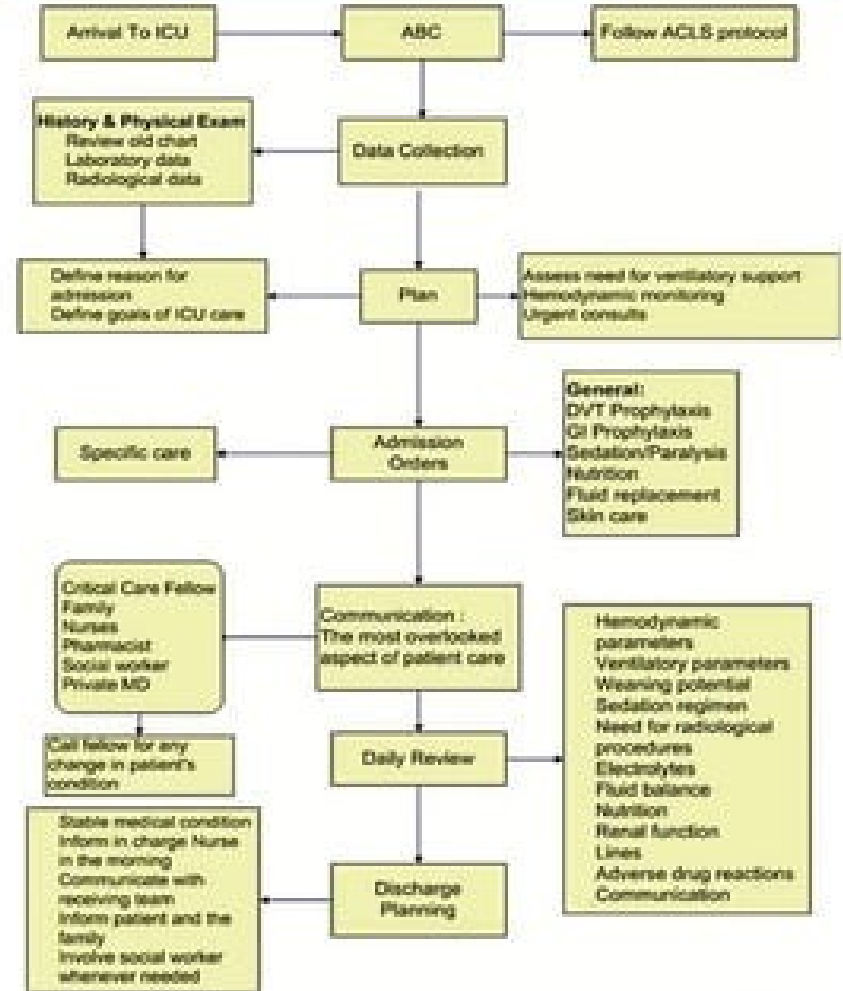 Arrival To ICU
ABC
Follow ACLS protocol
History & Physical Exam
Review old chart
Laboratory data
Radiological data
Data Collection
Define reason for
admission
Define goals of ICU care
Plan
Assess need for ventilatory support
Hemodynamic monitoring
Urgent consults
Specific care
Admission
Orders
General:
DVT Prophylaxis
GI Prophylaxis
Sedation/Paralysis
Nutrition
Fluid replacement
Skin care
Critical Care Fellow
Family
Nurses
Pharmacist
Social worker
Private MD
Communication :
The most overlooked
aspect of patient care
Call fellow for any
change in patient's
condition
Daily Review
Hemodynamic
parameters
Ventilatory parameters
Weaning potential
Sedation regimen
Need for radiological
procedures
Electrolytes
Fluid balance
Nutrition
Renal function
Lines
Adverse drug reactions
Communication
Stable medical condition
Inform in charge Nurse
in the morning
Communicate with
receiving team
Inform patient and the
family
Involve social worker
whenever needed
Discharge
Planning